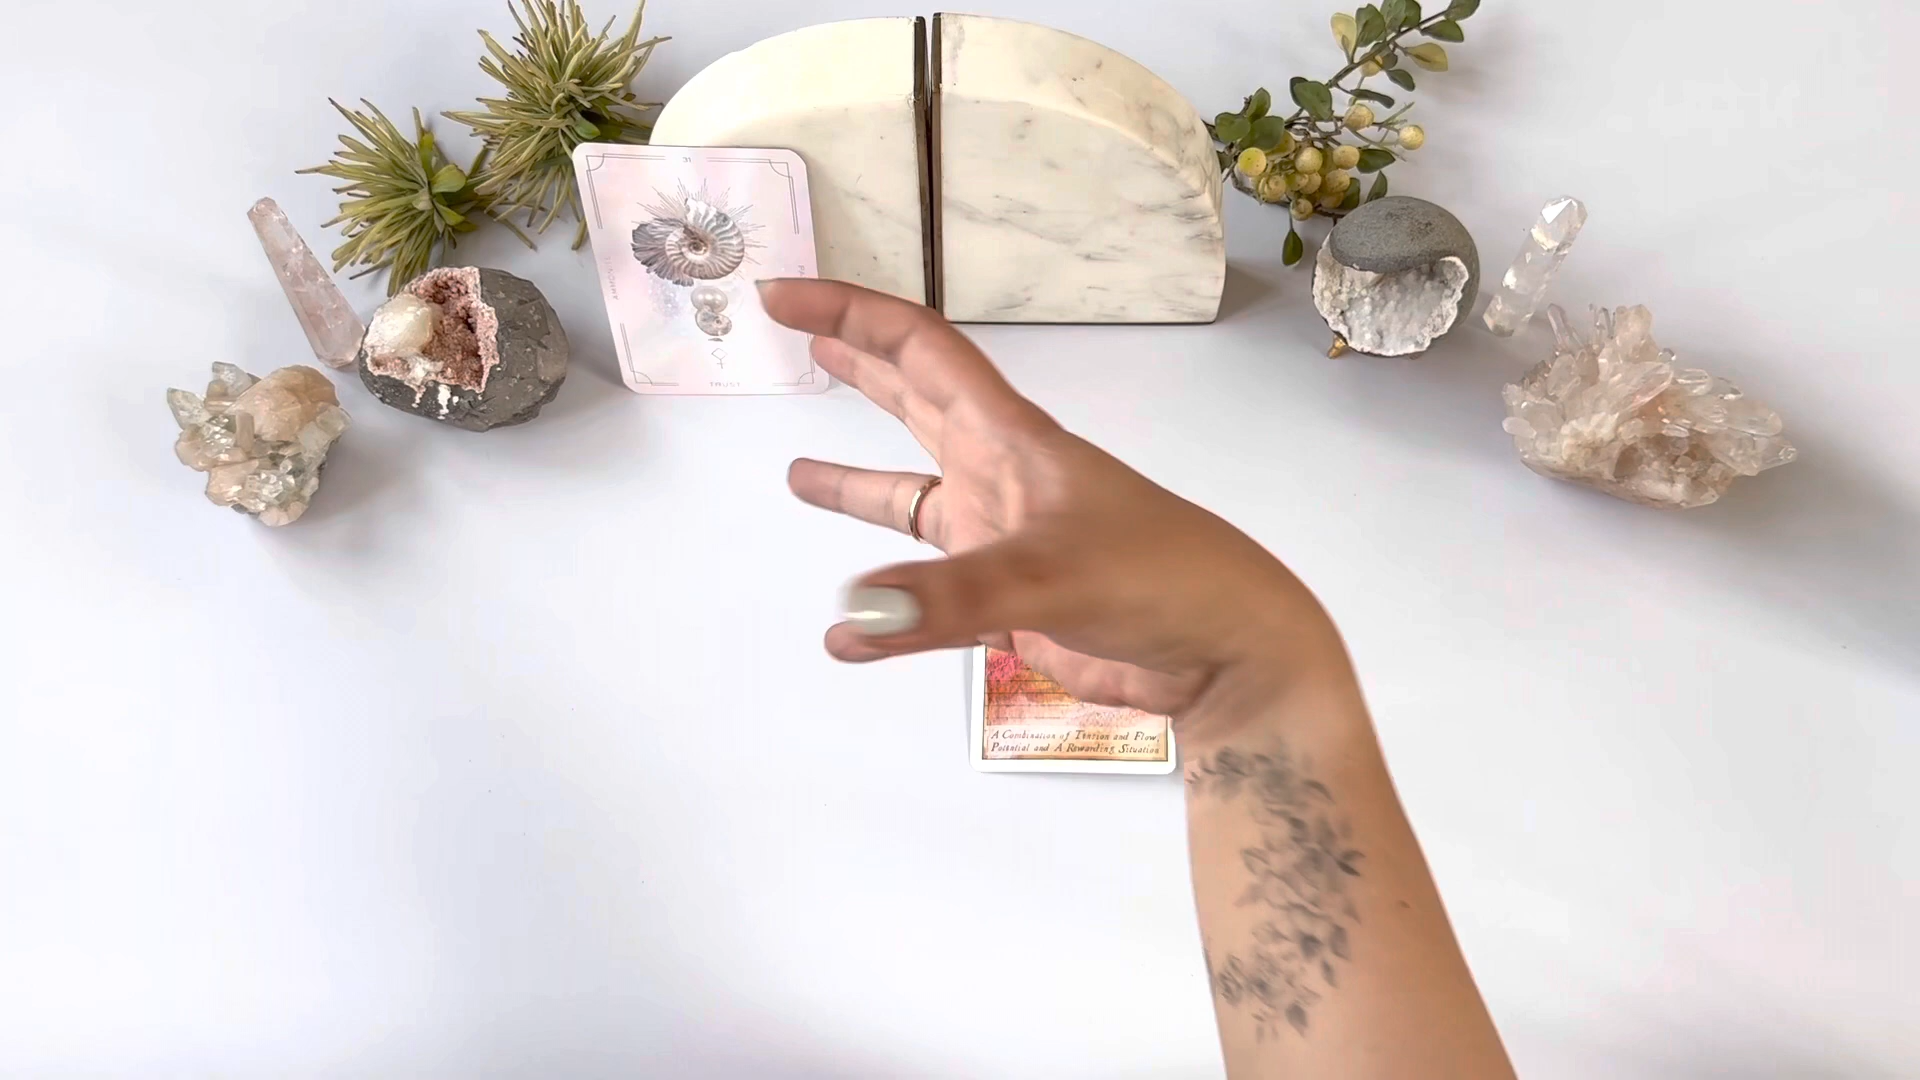 31
TRUST
A Combination of Tension and Flow,
Potential and A Rewarding Situation